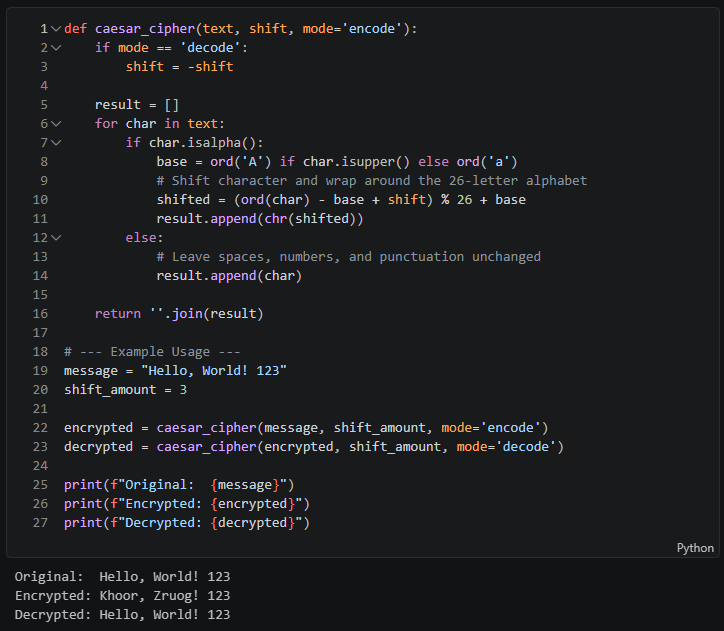 1 def caesar_cipher(text, shift, mode='encode'):
2     if mode == 'decode':
3         shift = -shift
4
5     result = []
6     for char in text:
7         if char.isalpha():
8             base = ord('A') if char.isupper() else ord('a')
9             # Shift character and wrap around the 26-letter alphabet
10             shifted = (ord(char) - base + shift) % 26 + base
11             result.append(chr(shifted))
12         else:
13             # Leave spaces, numbers, and punctuation unchanged
14             result.append(char)
15
16     return ''.join(result)
17
18 # --- Example Usage ---
19 message = "Hello, World! 123"
20 shift_amount = 3
21
22 encrypted = caesar_cipher(message, shift_amount, mode='encode')
23 decrypted = caesar_cipher(encrypted, shift_amount, mode='decode')
24
25 print(f"Original:  {message}")
26 print(f"Encrypted: {encrypted}")
27 print(f"Decrypted: {decrypted}")
Python
Original:  Hello, World! 123
Encrypted: Khoor, Zruog! 123
Decrypted: Hello, World! 123